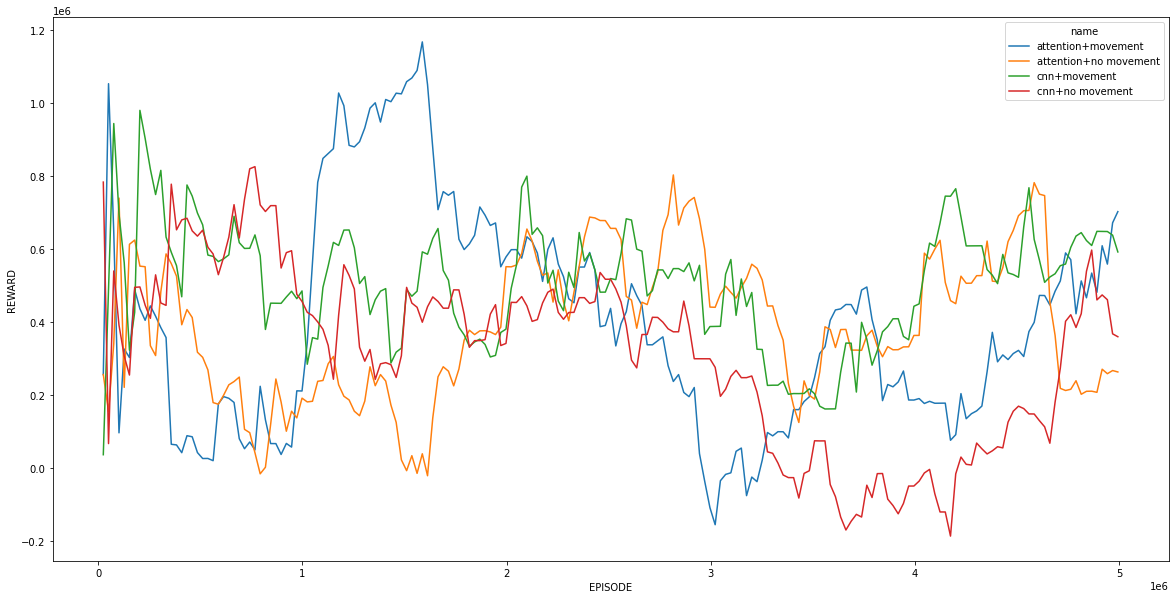 1e6
name
attention+movement
attention+no movement
cnn+movement
cnn+no movement
1.2
1.0
0.8
0.6
0.4
0.2
0.0
−0.2
REWARD
0
1
2
3
4
5
EPISODE
1e6